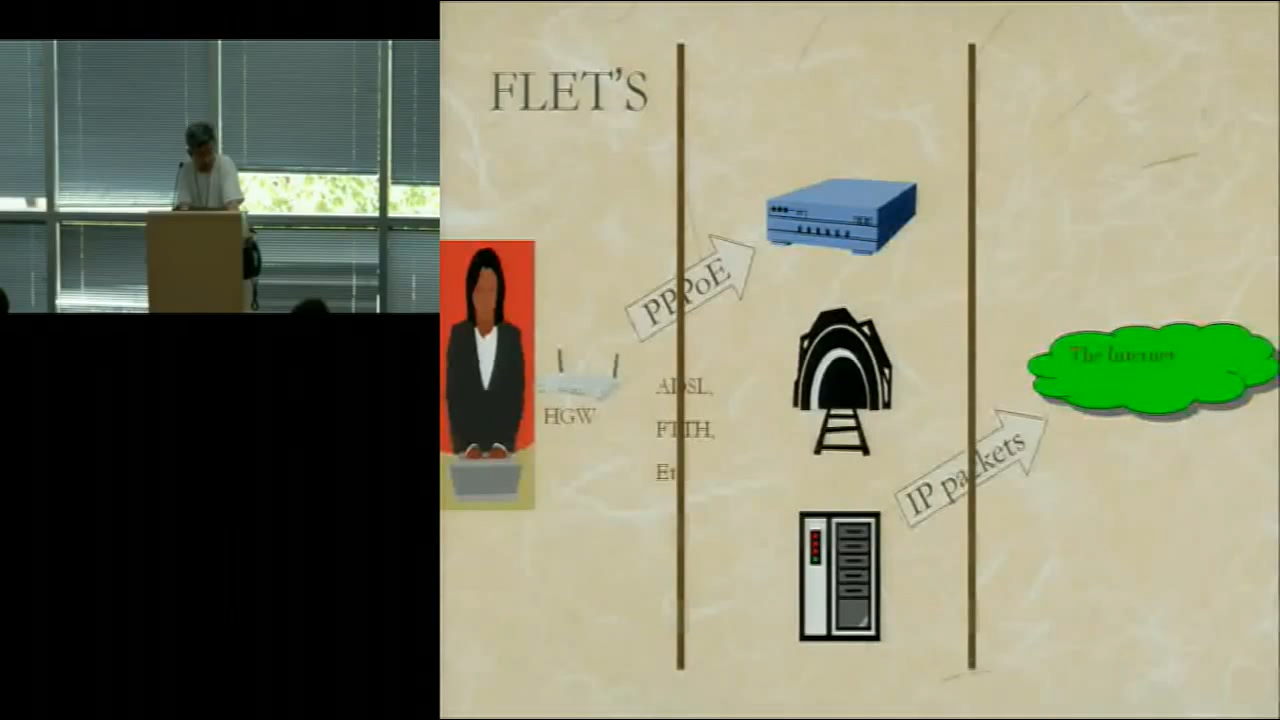 FLET'S
PPPoE
The Internet
ADSL,
HGW
FTTH,
IP packets